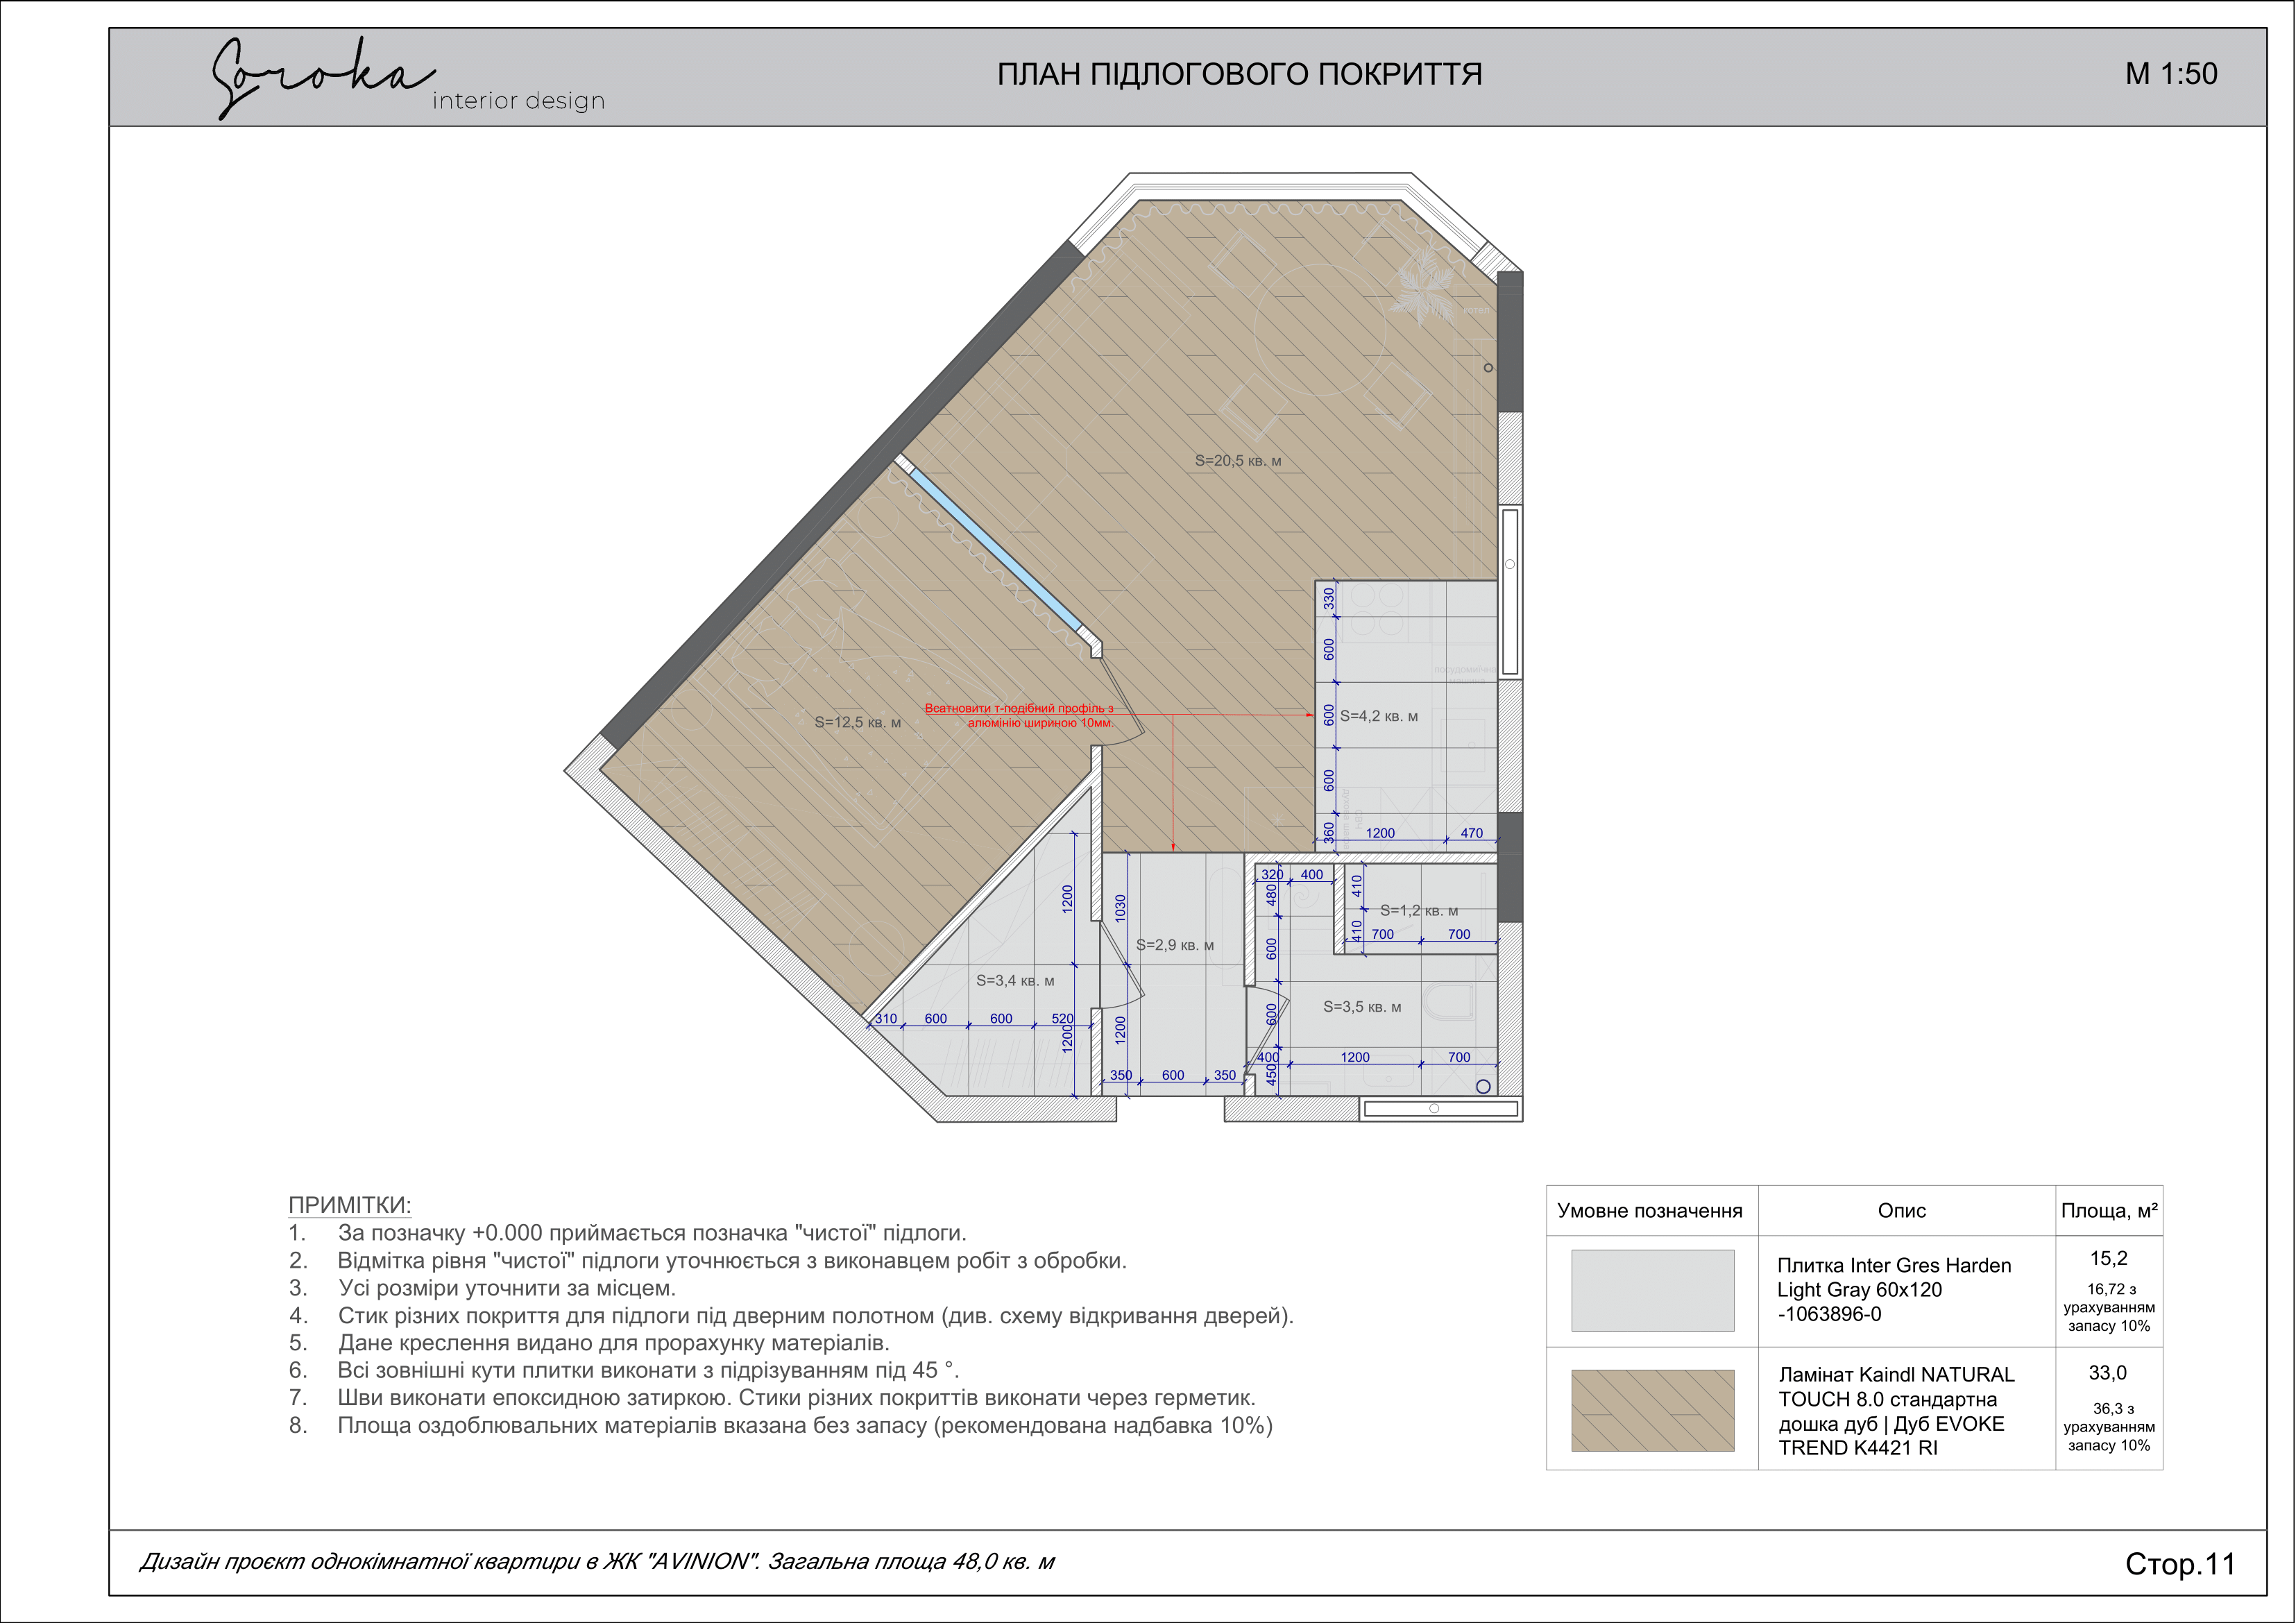 Soroka
interior design
ПЛАН ПІДЛОГОВОГО ПОКРИТТЯ
М 1:50
котел
S=20,5 кв. м
330
600
посудомийна
машина
Всатновити т-подібний профіль з
алюмінію шириною 10мм.
S=12,5 кв. м
600
S=4,2 кв. м
600
360
1200
470
320
400
480
410
S=1,2 кв. м
410
700
700
1200
1030
S=2,9 кв. м
600
S=3,4 кв. м
S=3,5 кв. м
310
600
600
520
1200
1200
600
400
1200
700
350
600
350
450
ПРИМІТКИ:
1. За позначку +0.000 приймається позначка "чистої" підлоги.
2. Відмітка рівня "чистої" підлоги уточнюється з виконавцем робіт з обробки.
3. Усі розміри уточнити за місцем.
4. Стик різних покриття для підлоги під дверним полотном (див. схему відкривання дверей).
5. Дане креслення видано для прорахунку матеріалів.
6. Всі зовнішні кути плитки виконати з підрізуванням під 45 °.
7. Шви виконати епоксидною затиркою. Стики різних покриттів виконати через герметик.
8. Площа оздоблювальних матеріалів вказана без запасу (рекомендована надбавка 10%)
Умовне позначення
Опис
Площа, м²
Плитка Inter Gres Harden
Light Gray 60x120
-1063896-0
15,2
16,72 з
урахуванням
запасу 10%
Ламінат Kaindl NATURAL
TOUCH 8.0 стандартна
дошка дуб | Дуб EVOKE
TREND K4421 RI
33,0
36,3 з
урахуванням
запасу 10%
Дизайн проєкт однокімнатної квартири в ЖК "AVINION". Загальна площа 48,0 кв. м
Стор.11